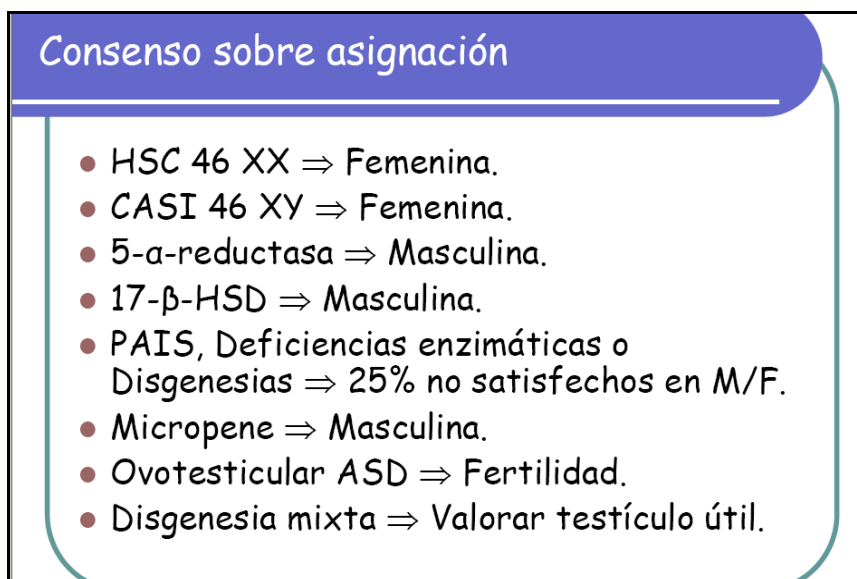 Consenso sobre asignación
● HSC 46 XX ⇒ Femenina.
● CASI 46 XY ⇒ Femenina.
● 5-α-reductasa ⇒ Masculina.
● 17-β-HSD ⇒ Masculina.
● PAIS, Deficiencias enzimáticas o
Disgenesias ⇒ 25% no satisfechos en M/F.
● Micropene ⇒ Masculina.
● Ovotesticular ASD ⇒ Fertilidad.
● Disgenesia mixta ⇒ Valorar testículo útil.